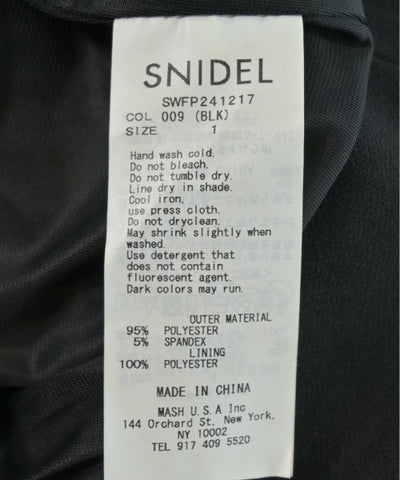 SNIDEL
SWFP241217
COL 009 (BLK)
SIZE 1
Hand wash cold.
Do not bleach.
Do not tumble dry.
Line dry in shade.
Cool iron.
use press cloth.
Do not dryclean.
May shrink slightly when
washed.
Use detergent that
does not contain
fluorescent agent.
Dark colors may run.
OUTER MATERIAL
95% POLYESTER
5% SPANDEX
LINING
100% POLYESTER
MADE IN CHINA
MASH U.S.A Inc
144 Orchard St. New York.
NY 10002
TEL 917 409 5520